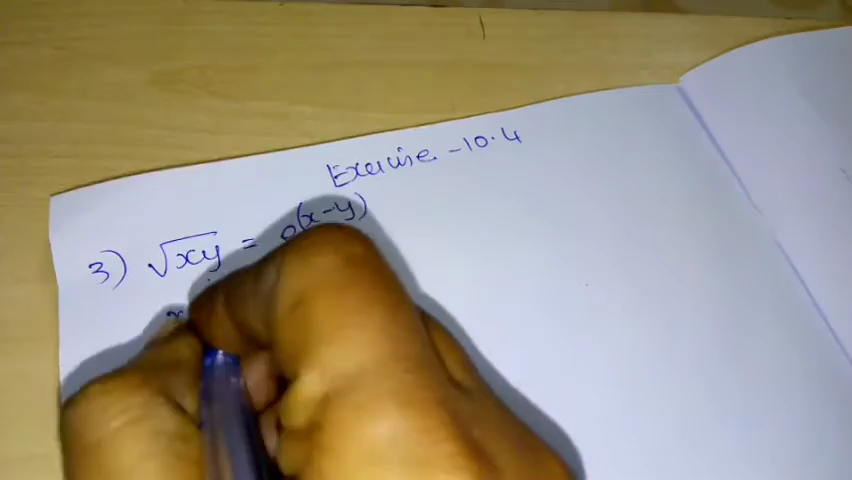 Exercise - 10.4
3) √xy = e^(x-y)
x